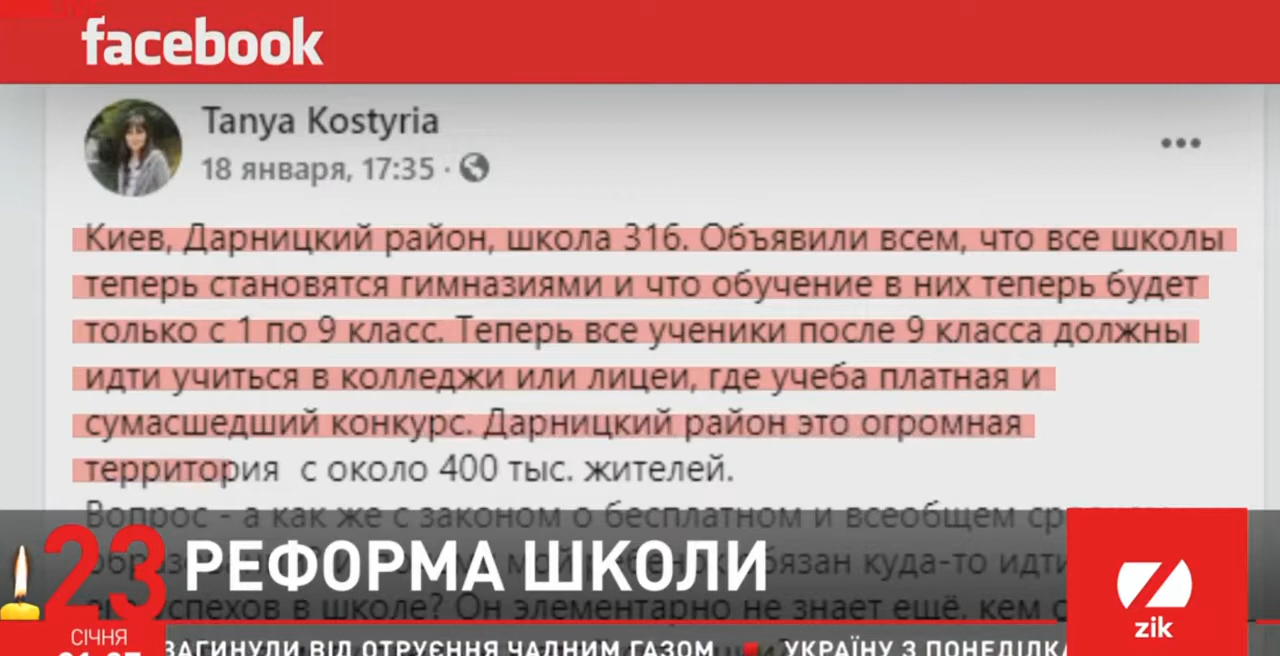 facebook
Tanya Kostyria
18 января, 17:35
Киев, Дарницкий район, школа 316. Объявили всем, что все школы
теперь становятся гимназиями и что обучение в них теперь будет
только с 1 по 9 класс. Теперь все ученики после 9 класса должны
идти учиться в колледжи или лицеи, где учеба платная и
сумасшедший конкурс. Дарницкий район это огромная
территория с около 400 тыс. жителей.
Вопрос - а как же с законом о бесплатном и всеобщем
обязан куда-то идти
успехов в школе? Он элементарно не знает ещё, кем
23 РЕФОРМА ШКОЛИ
СІЧНЯ
zik
ЗАГИНУЛИ ВІД ОТРУЄННЯ ЧАДНИМ ГАЗОМ УКРАЇНУ З ПОНЕДІЛКА